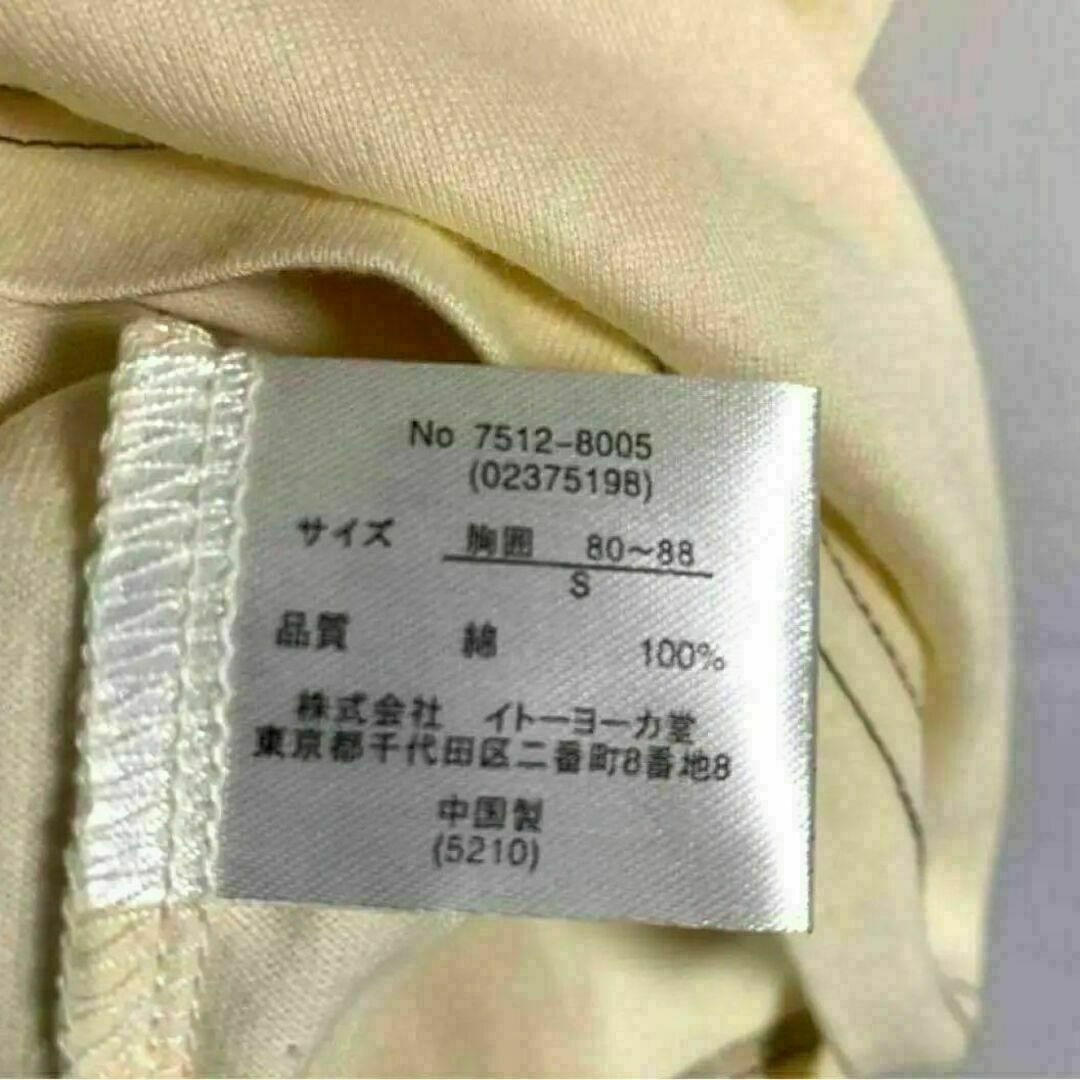 No 7512-8005
(02375198)
サイズ 胸囲 80~88
S
品質 綿 100%
株式会社 イトーヨーカ堂
東京都千代田区二番町8番地8
中国製
(5210)